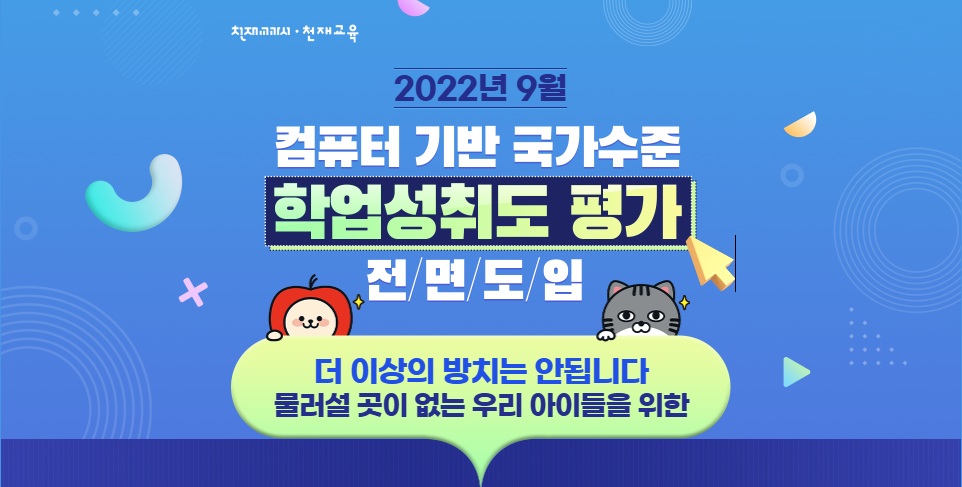 천재교과서 · 천재교육
2022년 9월
컴퓨터 기반 국가수준
학업성취도 평가
전/면/도/입
더 이상의 방치는 안됩니다
물러설 곳이 없는 우리 아이들을 위한